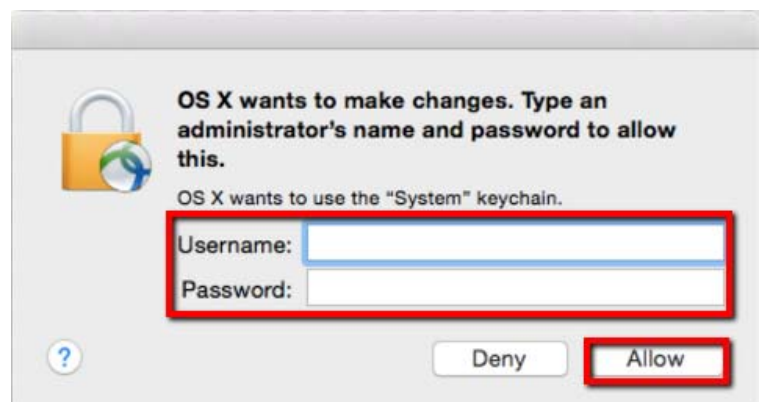 OS X wants to make changes. Type an
administrator's name and password to allow
this.
OS X wants to use the "System" keychain.
Username:
Password:
?
Deny
Allow